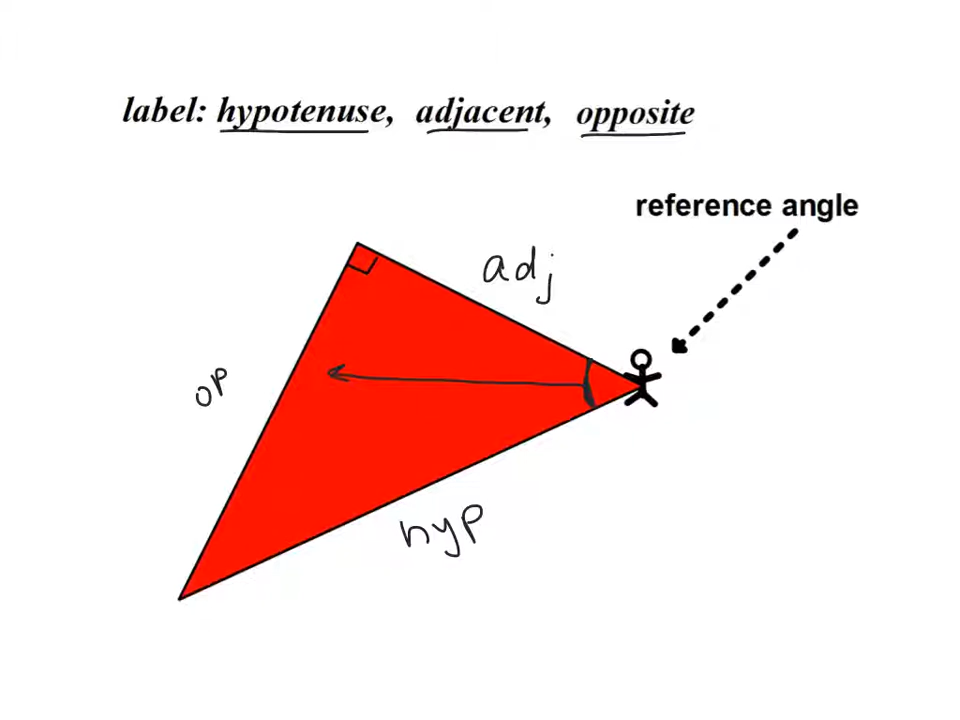 label: hypotenuse, adjacent, opposite
reference angle
adj
op
hyp